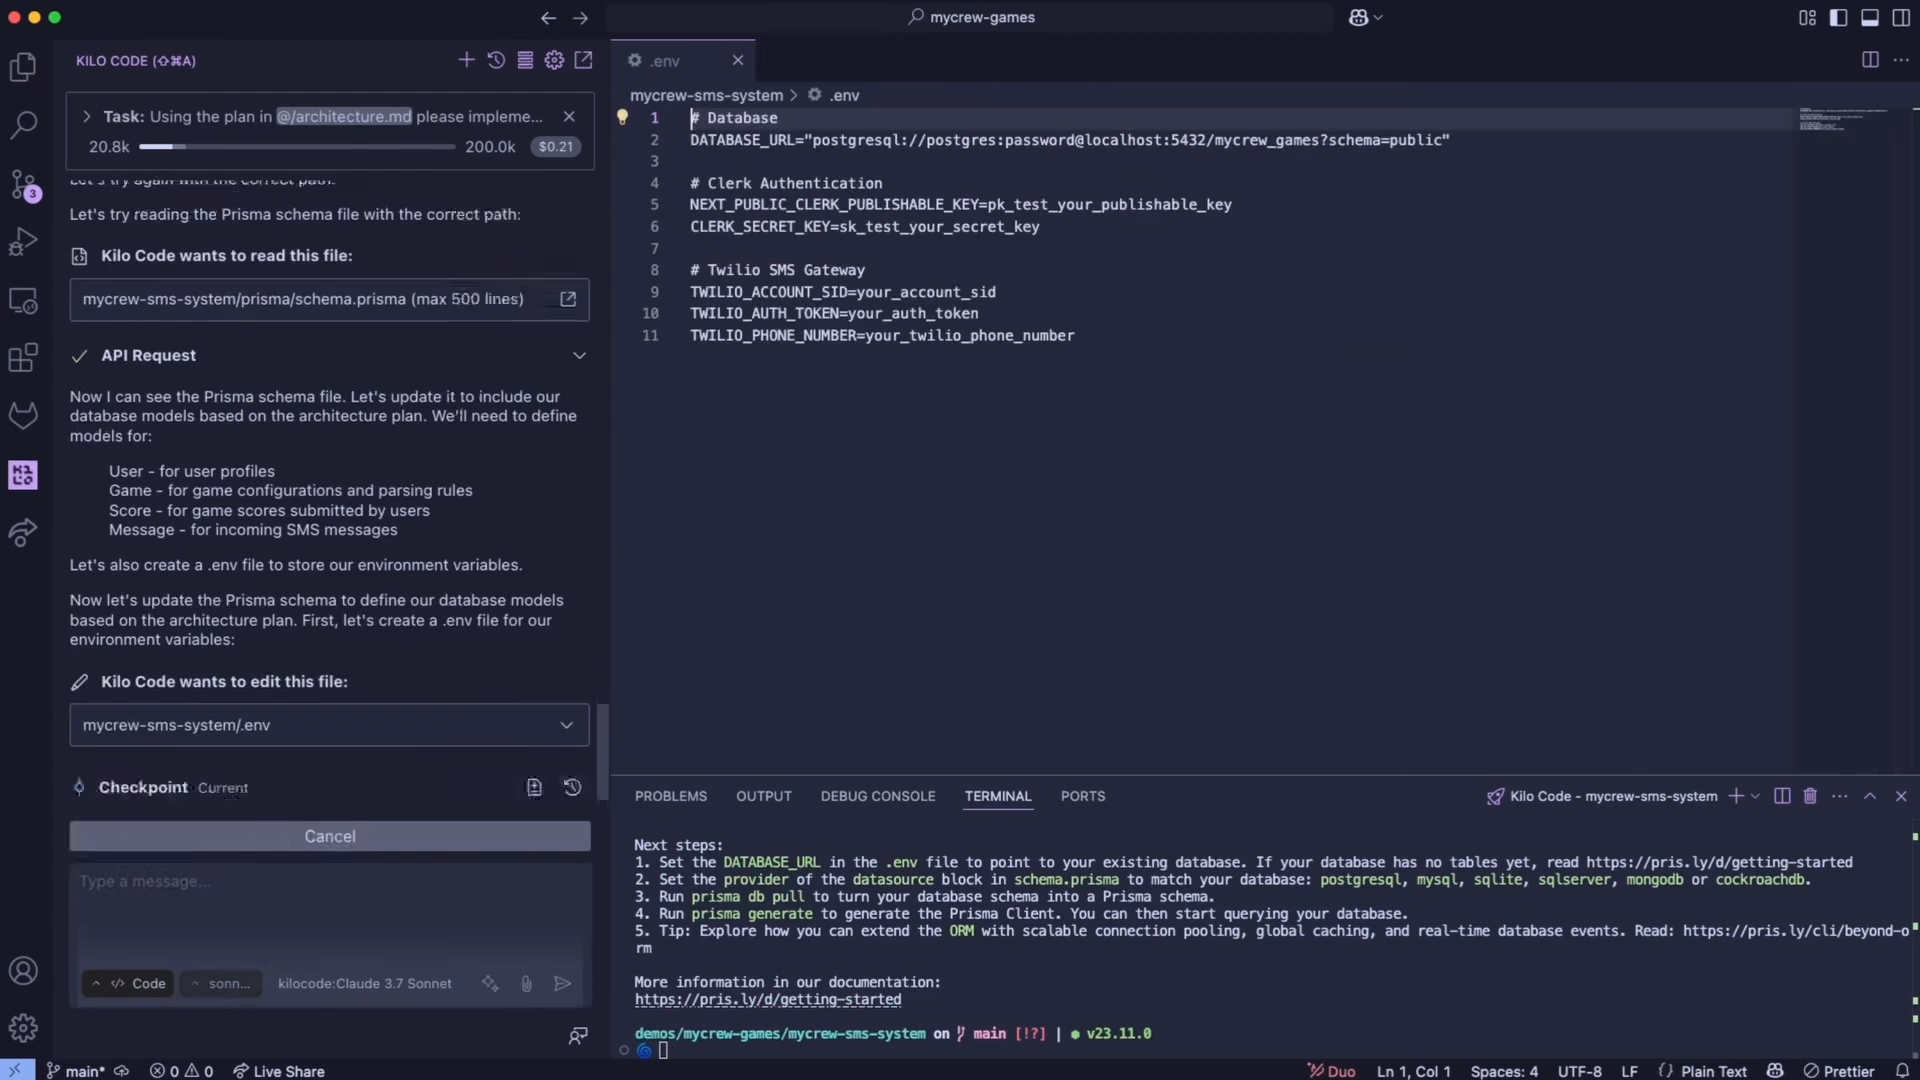 mycrew-games
KILO CODE (⇧⌘A)
Task: Using the plan in @/architecture.md please impleme...
20.8k
200.0k
$0.21
Let's try again with the correct path.
Let's try reading the Prisma schema file with the correct path:
Kilo Code wants to read this file:
mycrew-sms-system/prisma/schema.prisma (max 500 lines)
API Request
Now I can see the Prisma schema file. Let's update it to include our
database models based on the architecture plan. We'll need to define
models for:
User - for user profiles
Game - for game configurations and parsing rules
Score - for game scores submitted by users
Message - for incoming SMS messages
Let's also create a .env file to store our environment variables.
Now let's update the Prisma schema to define our database models
based on the architecture plan. First, let's create a .env file for our
environment variables:
Kilo Code wants to edit this file:
mycrew-sms-system/.env
Checkpoint Current
Cancel
Type a message...
Code
sonn...
kilocode:Claude 3.7 Sonnet
3
.env
mycrew-sms-system > .env
1 # Database
2 DATABASE_URL="postgresql://postgres:password@localhost:5432/mycrew_games?schema=public"
3
4 # Clerk Authentication
5 NEXT_PUBLIC_CLERK_PUBLISHABLE_KEY=pk_test_your_publishable_key
6 CLERK_SECRET_KEY=sk_test_your_secret_key
7
8 # Twilio SMS Gateway
9 TWILIO_ACCOUNT_SID=your_account_sid
10 TWILIO_AUTH_TOKEN=your_auth_token
11 TWILIO_PHONE_NUMBER=your_twilio_phone_number
PROBLEMS OUTPUT DEBUG CONSOLE TERMINAL PORTS
Kilo Code - mycrew-sms-system
Next steps:
1. Set the DATABASE_URL in the .env file to point to your existing database. If your database has no tables yet, read https://pris.ly/d/getting-started
2. Set the provider of the datasource block in schema.prisma to match your database: postgresql, mysql, sqlite, sqlserver, mongodb or cockroachdb.
3. Run prisma db pull to turn your database schema into a Prisma schema.
4. Run prisma generate to generate the Prisma Client. You can then start querying your database.
5. Tip: Explore how you can extend the ORM with scalable connection pooling, global caching, and real-time database events. Read: https://pris.ly/cli/beyond-o
rm
More information in our documentation:
https://pris.ly/d/getting-started
demos/mycrew-games/mycrew-sms-system on main [!?] | v23.11.0
main* 0 0 Live Share
Duo Ln 1, Col 1 Spaces: 4 UTF-8 LF {} Plain Text Prettier